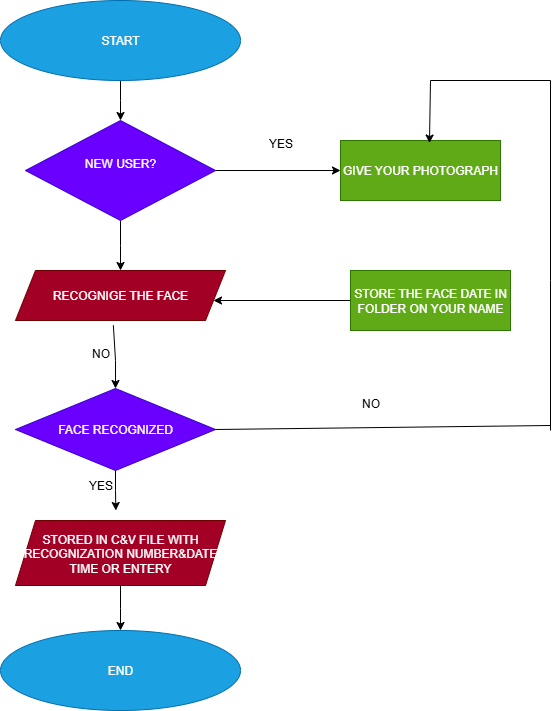 START
NEW USER?
YES
GIVE YOUR PHOTOGRAPH
RECOGNIGE THE FACE
STORE THE FACE DATE IN
FOLDER ON YOUR NAME
NO
FACE RECOGNIZED
NO
YES
STORED IN C&V FILE WITH
RECOGNIZATION NUMBER&DATE
TIME OR ENTERY
END